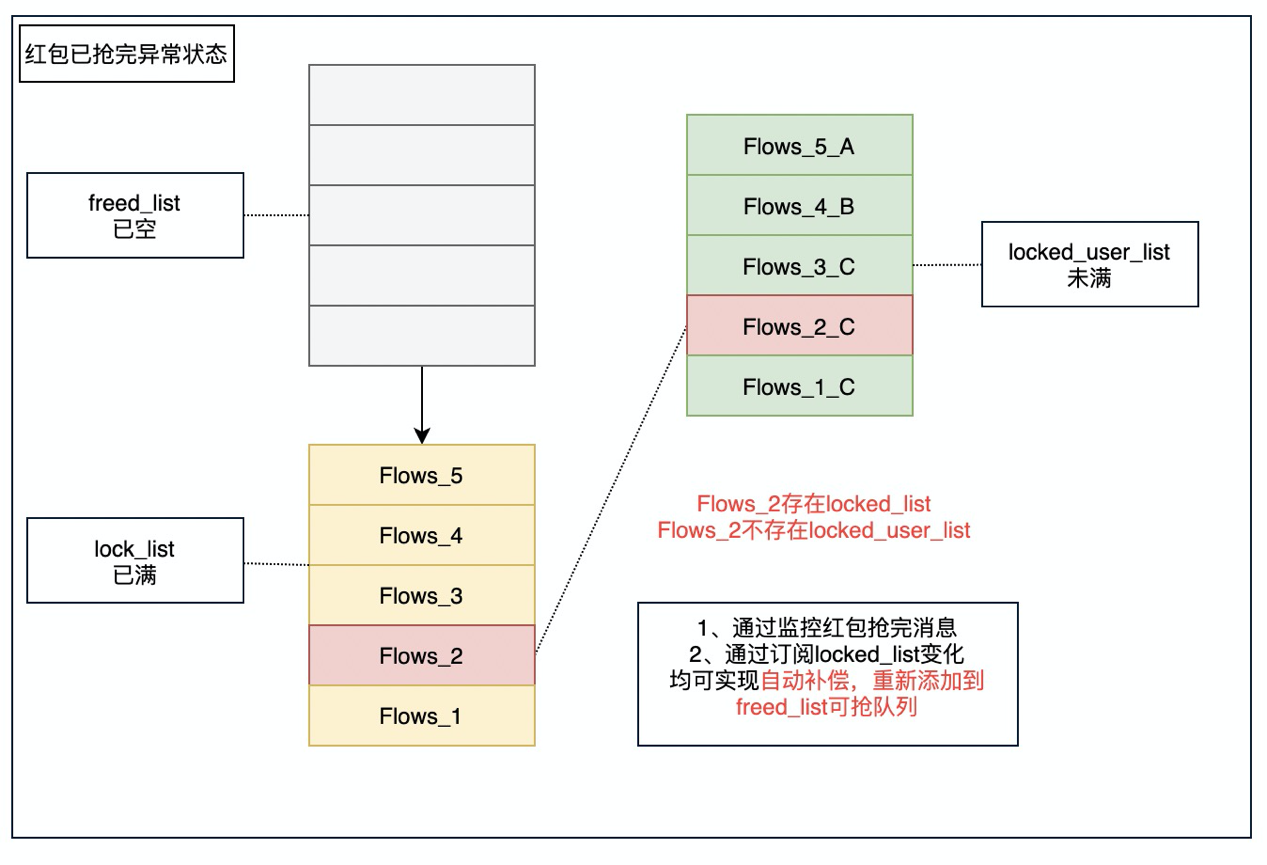 红包已抢完异常状态
freed_list
已空
Flows_5_A
Flows_4_B
Flows_3_C
Flows_2_C
Flows_1_C
locked_user_list
未满
Flows_5
Flows_4
Flows_3
Flows_2
Flows_1
lock_list
已满
Flows_2存在locked_list
Flows_2不存在locked_user_list
1、通过监控红包抢完消息
2、通过订阅locked_list变化
均可实现自动补偿，重新添加到
freed_list可抢队列